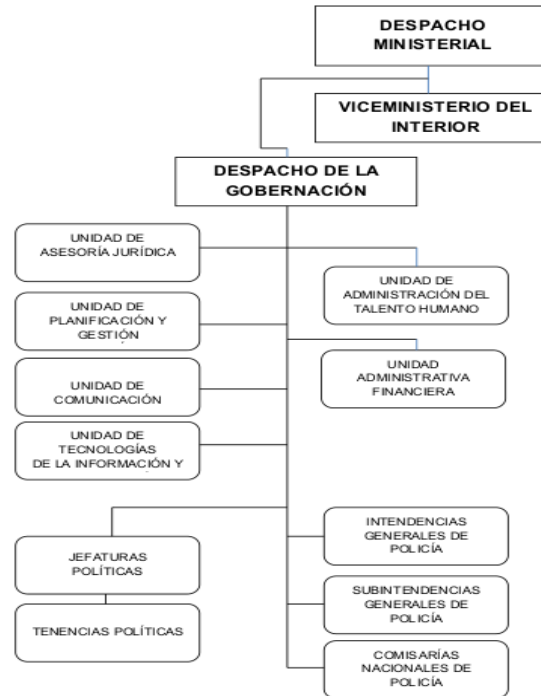 DESPACHO
MINISTERIAL
VICEMINISTERIO DEL
INTERIOR
DESPACHO DE LA
GOBERNACIÓN
UNIDAD DE
ASESORÍA JURÍDICA
UNIDAD DE
ADMINISTRACIÓN DEL
TALENTO HUMANO
UNIDAD DE
PLANIFICACIÓN Y
GESTIÓN
UNIDAD
ADMINISTRATIVA
FINANCIERA
UNIDAD DE
COMUNICACIÓN
UNIDAD DE
TECNOLOGÍAS
DE LA INFORMACIÓN Y
JEFATURAS
POLÍTICAS
TENENCIAS POLÍTICAS
INTENDENCIAS
GENERALES DE
POLICÍA
SUBINTENDENCIAS
GENERALES DE
POLICÍA
COMISARÍAS
NACIONALES DE
POLICÍA